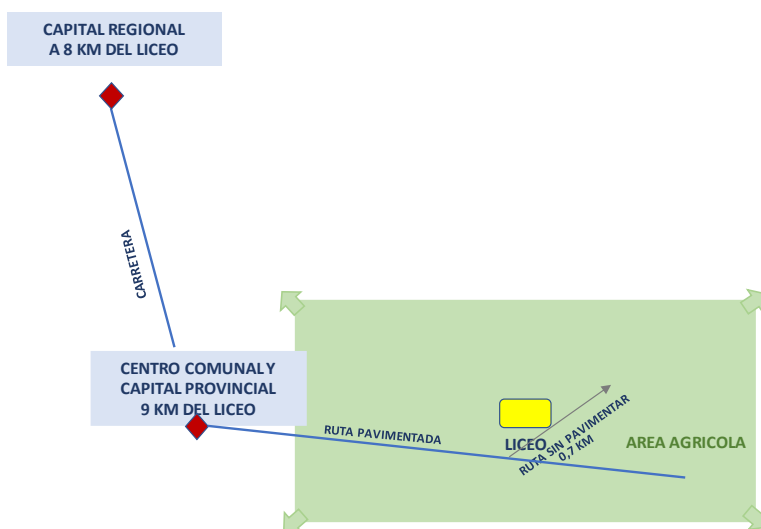 CAPITAL REGIONAL
A 8 KM DEL LICEO
CARRETERA
CENTRO COMUNAL Y
CAPITAL PROVINCIAL
9 KM DEL LICEO
RUTA PAVIMENTADA
LICEO
RUTA SIN PAVIMENTAR
0,7 KM
AREA AGRICOLA